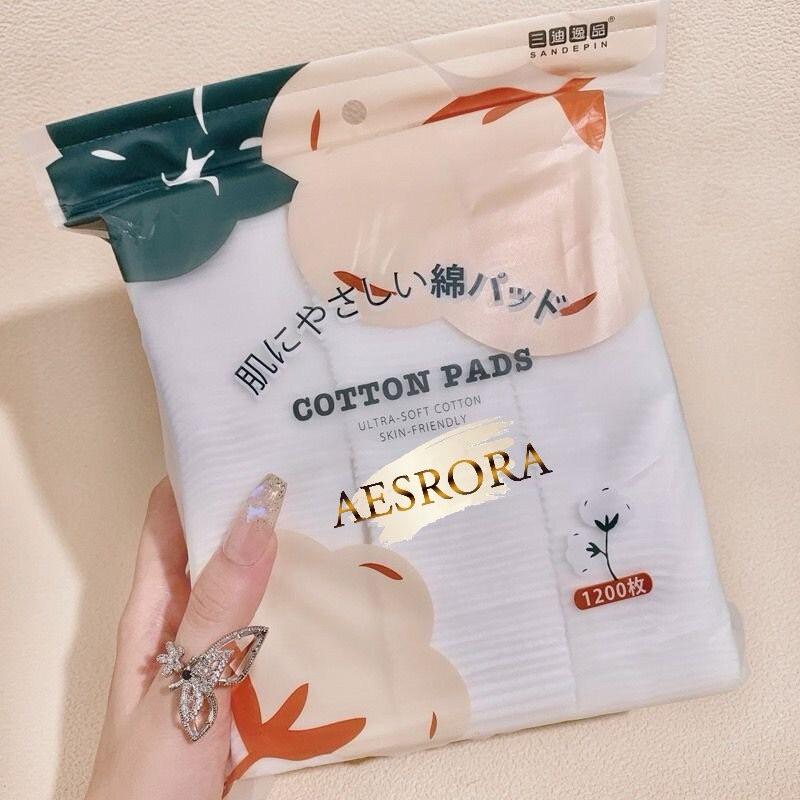 三迪逸品®
SANDEPIN
肌にやさしい綿パッド
COTTON PADS
ULTRA-SOFT COTTON
SKIN-FRIENDLY
AESRORA
1200枚